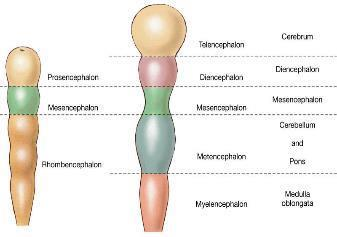 Prosencephalon
Mesencephalon
Rhombencephalon
Telencephalon
Cerebrum
Diencephalon
Diencephalon
Mesencephalon
Mesencephalon
Metencephalon
Cerebellum
and
Pons
Myelencephalon
Medulla
oblongata